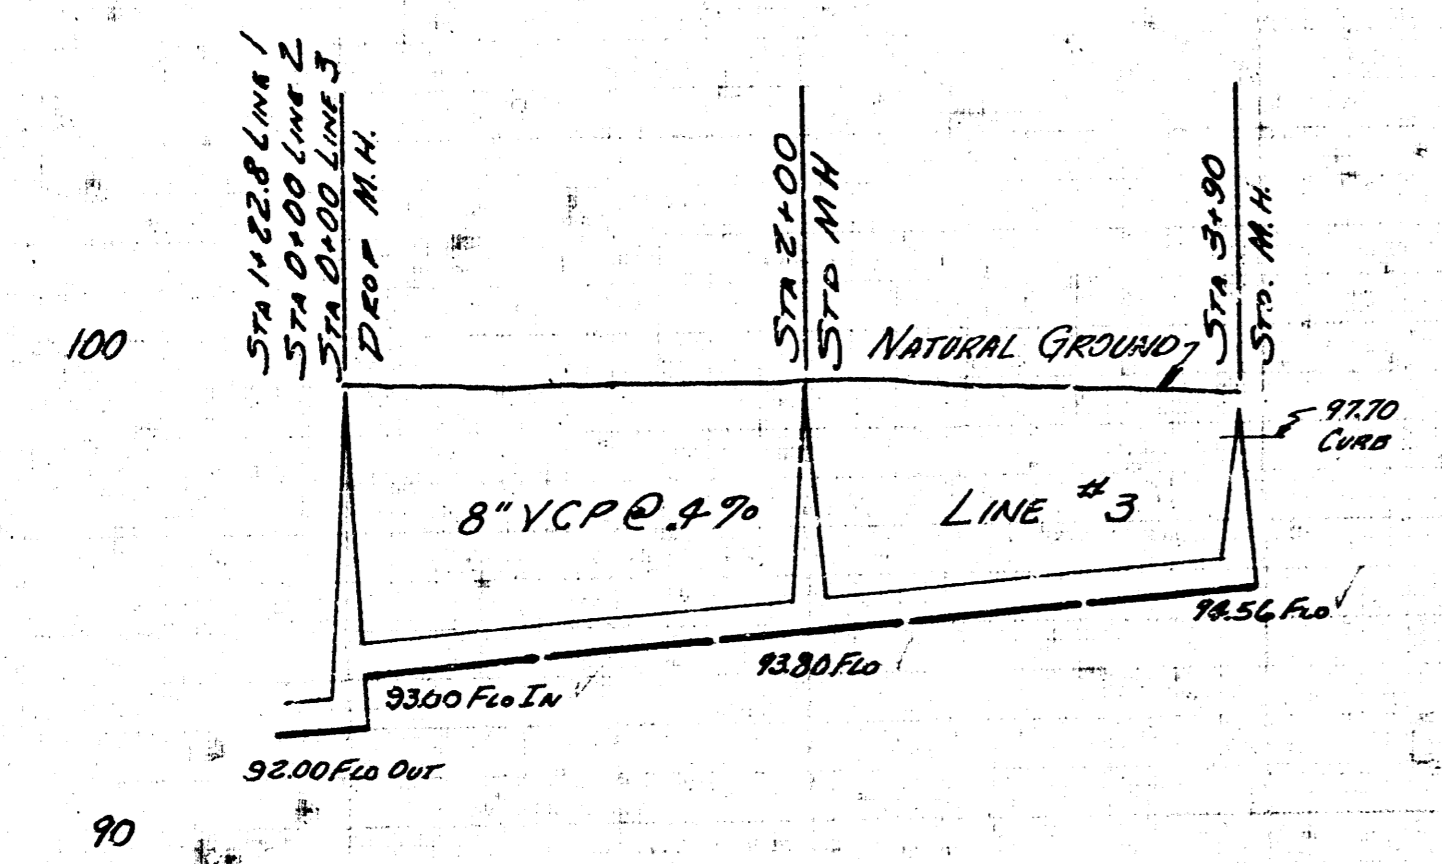 STA 1+22.8 LINE 1
STA 0+00 LINE 2
STA 0+00 LINE 3
DROP M.H.
STA 2+00
STD MH
STA 3+90
STD. M.H.
100
NATURAL GROUND
97.70
CURB
8" VCP @ .4%
LINE #3
94.56 FLO
93.80 FLO
93.00 FLO IN
92.00 FLO OUT
90